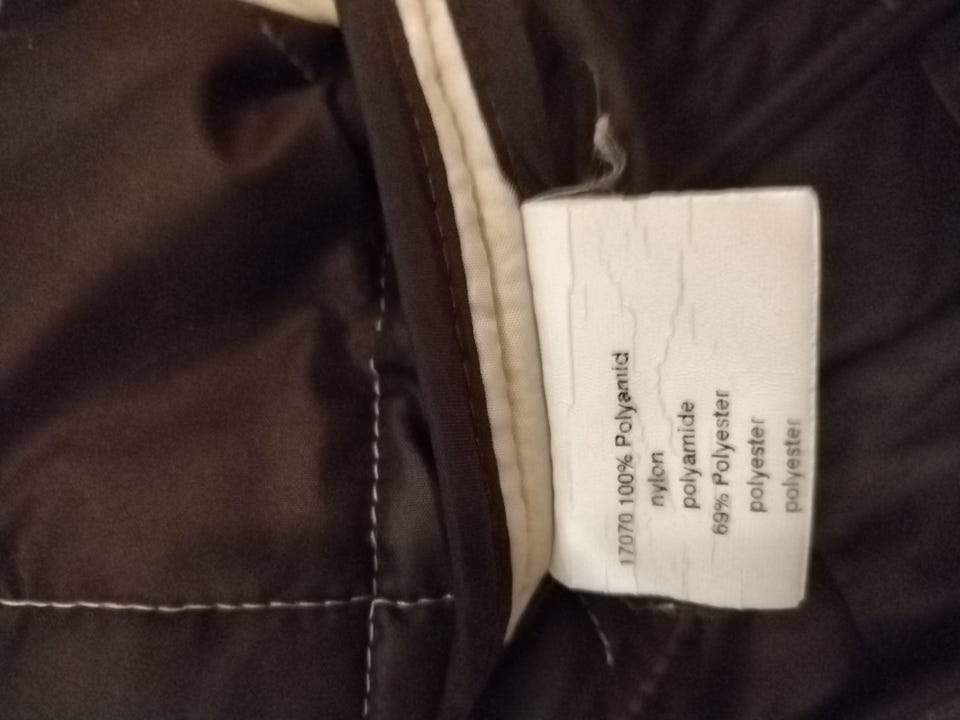 17070 100% Polyamid
nylon
polyamide
69% Polyester
polyester
polyester